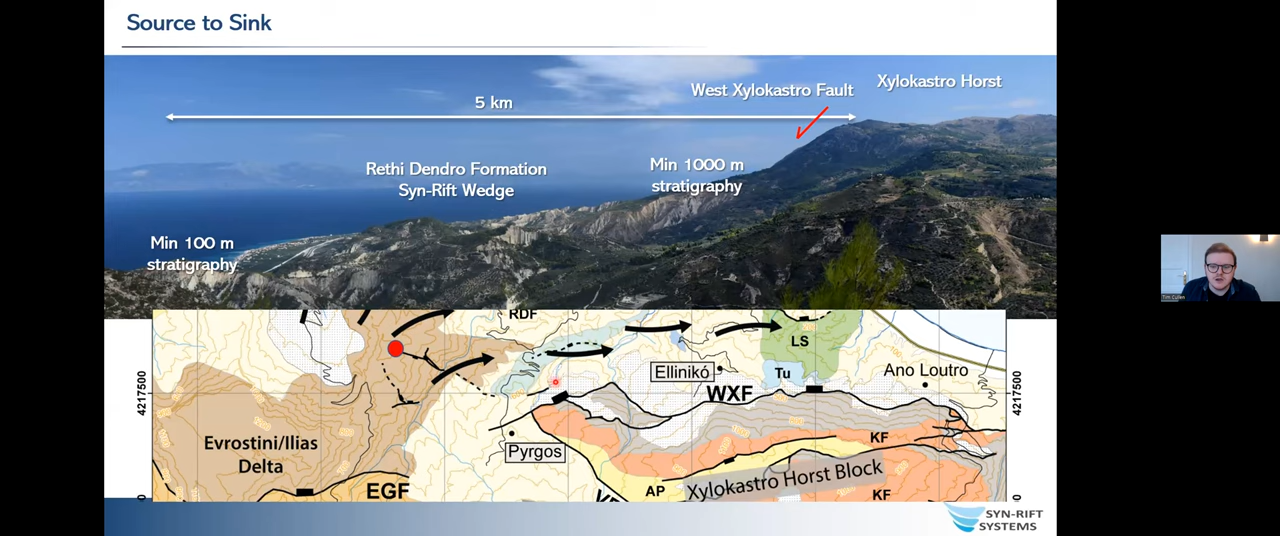 Source to Sink
West Xylokastro Fault
Xylokastro Horst
5 km
Rethi Dendro Formation
Syn-Rift Wedge
Min 1000 m
stratigraphy
Min 100 m
stratigraphy
RDF
LS
Ellinikó
Tu
Ano Loutro
WXF
4217500
4217500
Evrostini/Ilias
Delta
Pyrgos
KF
EGF
AP
Xylokastro Horst Block
KF
SYN-RIFT
SYSTEMS
Tim Cullen